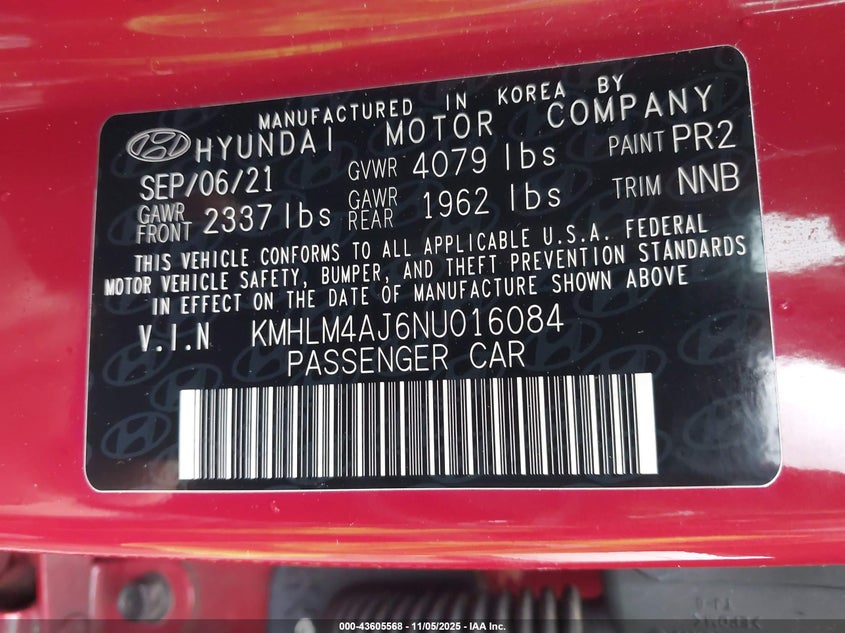 MANUFACTURED IN KOREA BY
HYUNDAI MOTOR COMPANY
SEP/06/21 GVWR 4079 lbs PAINT PR2
GAWR FRONT 2337 lbs GAWR REAR 1962 lbs TRIM NNB
THIS VEHICLE CONFORMS TO ALL APPLICABLE U.S.A. FEDERAL
MOTOR VEHICLE SAFETY, BUMPER, AND THEFT PREVENTION STANDARDS
IN EFFECT ON THE DATE OF MANUFACTURE SHOWN ABOVE
V.I.N KMHLM4AJ6NU016084
PASSENGER CAR
000-43605568 - 11/05/2025 - IAA Inc.